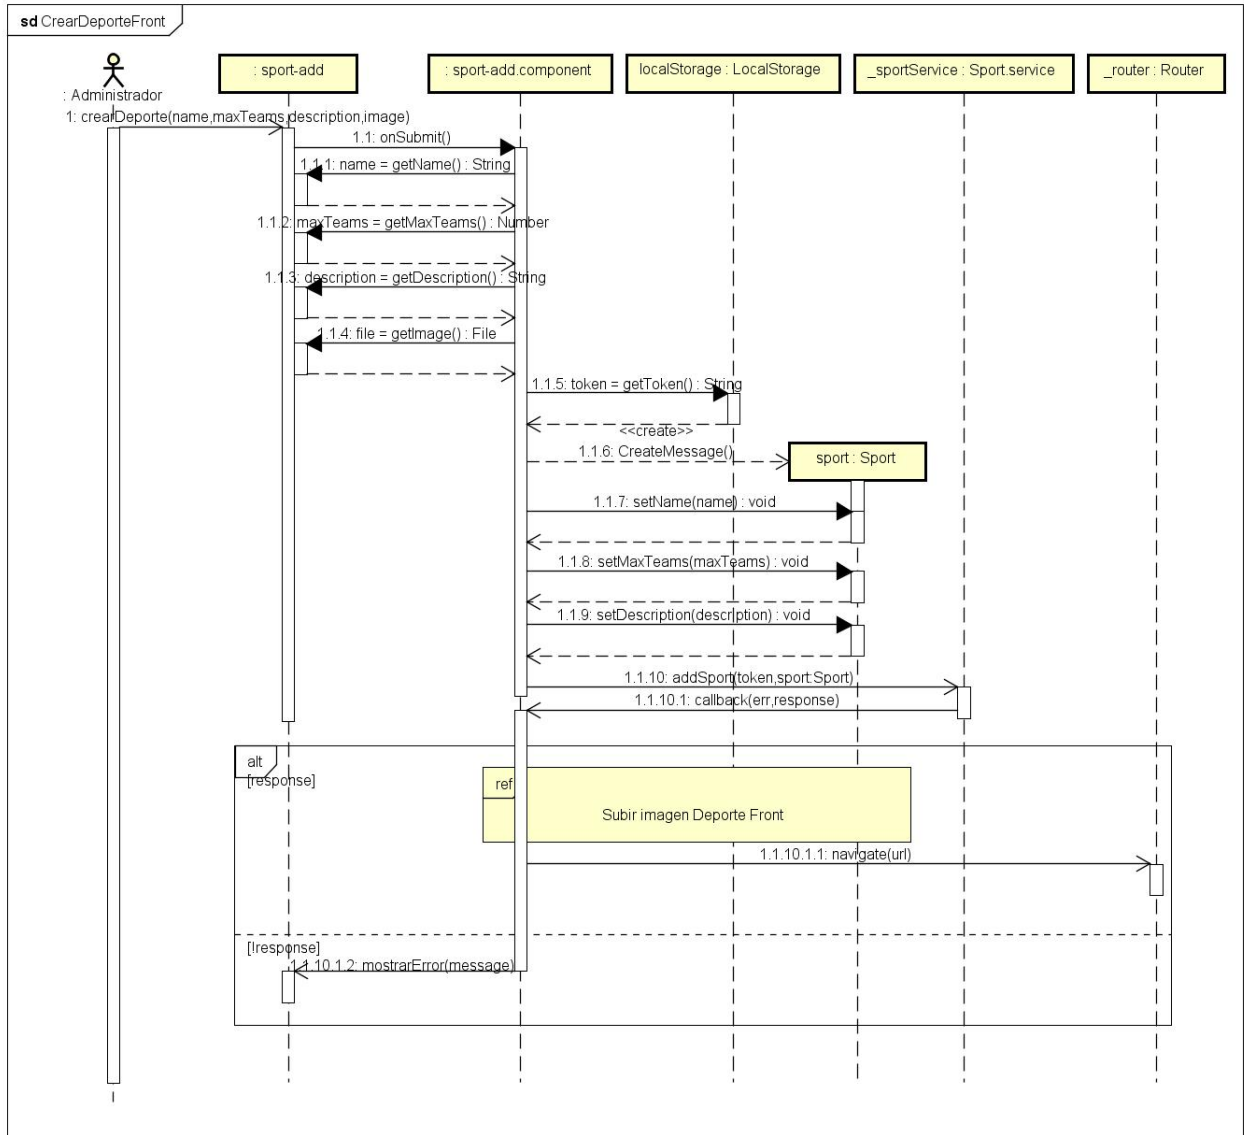 sd CrearDeporteFront
: Administrador
: sport-add
: sport-add.component
localStorage : LocalStorage
_sportService : Sport.service
_router : Router
1: crearDeporte(name,maxTeams,description,image)
1.1: onSubmit()
1.1.1: name = getName() : String
1.1.2: maxTeams = getMaxTeams() : Number
1.1.3: description = getDescription() : String
1.1.4: file = getImage() : File
1.1.5: token = getToken() : String
<<create>>
1.1.6: CreateMessage()
sport : Sport
1.1.7: setName(name) : void
1.1.8: setMaxTeams(maxTeams) : void
1.1.9: setDescription(description) : void
1.1.10: addSport(token,sport:Sport)
1.1.10.1: callback(err,response)
alt
[response]
ref
Subir imagen Deporte Front
1.1.10.1.1: navigate(url)
[!response]
1.1.10.1.2: mostrarError(message)